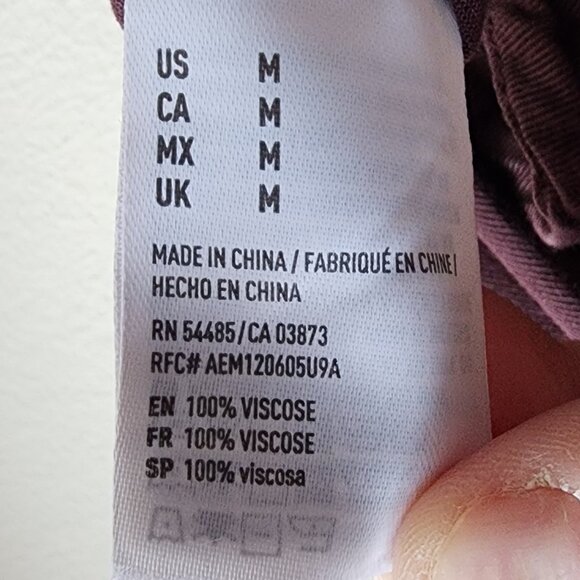 US M
CA M
MX M
UK M
MADE IN CHINA / FABRIQUÉ EN CHINE/
HECHO EN CHINA
RN 54485/CA 03873
RFC# AEM120605U9A
EN 100% VISCOSE
FR 100% VISCOSE
SP 100% viscosa